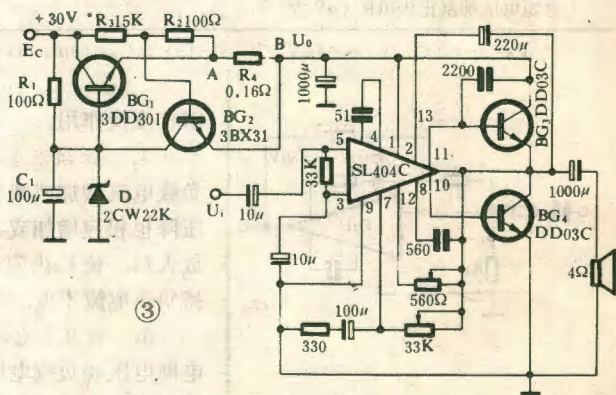 +30V
*R₃15K
R₂100Ω
E_C
R₁
100Ω
BG₁
3DD301
BG₂
3BX31
A
R₄
0.16Ω
B
U₀
C₁
100μ
D
2CW22K
③
1000μ
51
5
4
1
2
13
220μ
2200
BG₃DD03C
33K
SL404C
11
10
3
9
7
12
8
Uᵢ
10μ
10μ
560
560Ω
100μ
330
33K
BG₄
DD03C
1000μ
4Ω